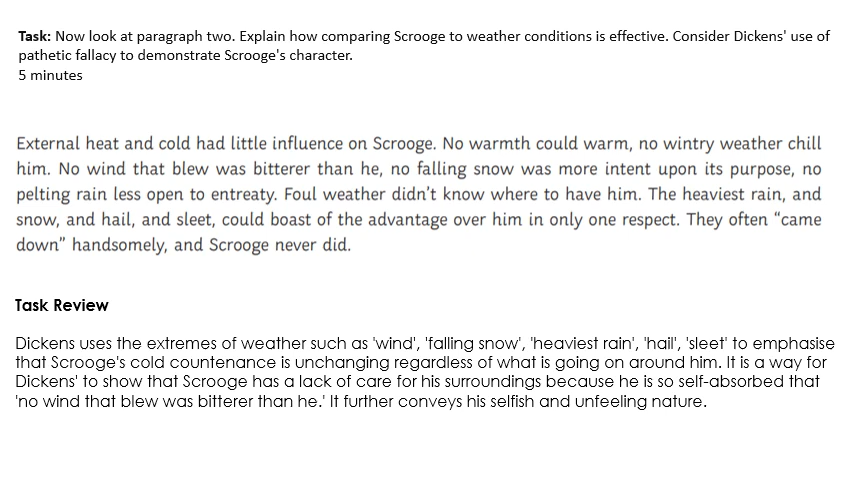 Task: Now look at paragraph two. Explain how comparing Scrooge to weather conditions is effective. Consider Dickens' use of
pathetic fallacy to demonstrate Scrooge's character.
5 minutes
External heat and cold had little influence on Scrooge. No warmth could warm, no wintry weather chill
him. No wind that blew was bitterer than he, no falling snow was more intent upon its purpose, no
pelting rain less open to entreaty. Foul weather didn't know where to have him. The heaviest rain, and
snow, and hail, and sleet, could boast of the advantage over him in only one respect. They often “came
down” handsomely, and Scrooge never did.
Task Review
Dickens uses the extremes of weather such as 'wind', 'falling snow', 'heaviest rain', 'hail', 'sleet' to emphasise
that Scrooge's cold countenance is unchanging regardless of what is going on around him. It is a way for
Dickens' to show that Scrooge has a lack of care for his surroundings because he is so self-absorbed that
'no wind that blew was bitterer than he.' It further conveys his selfish and unfeeling nature.